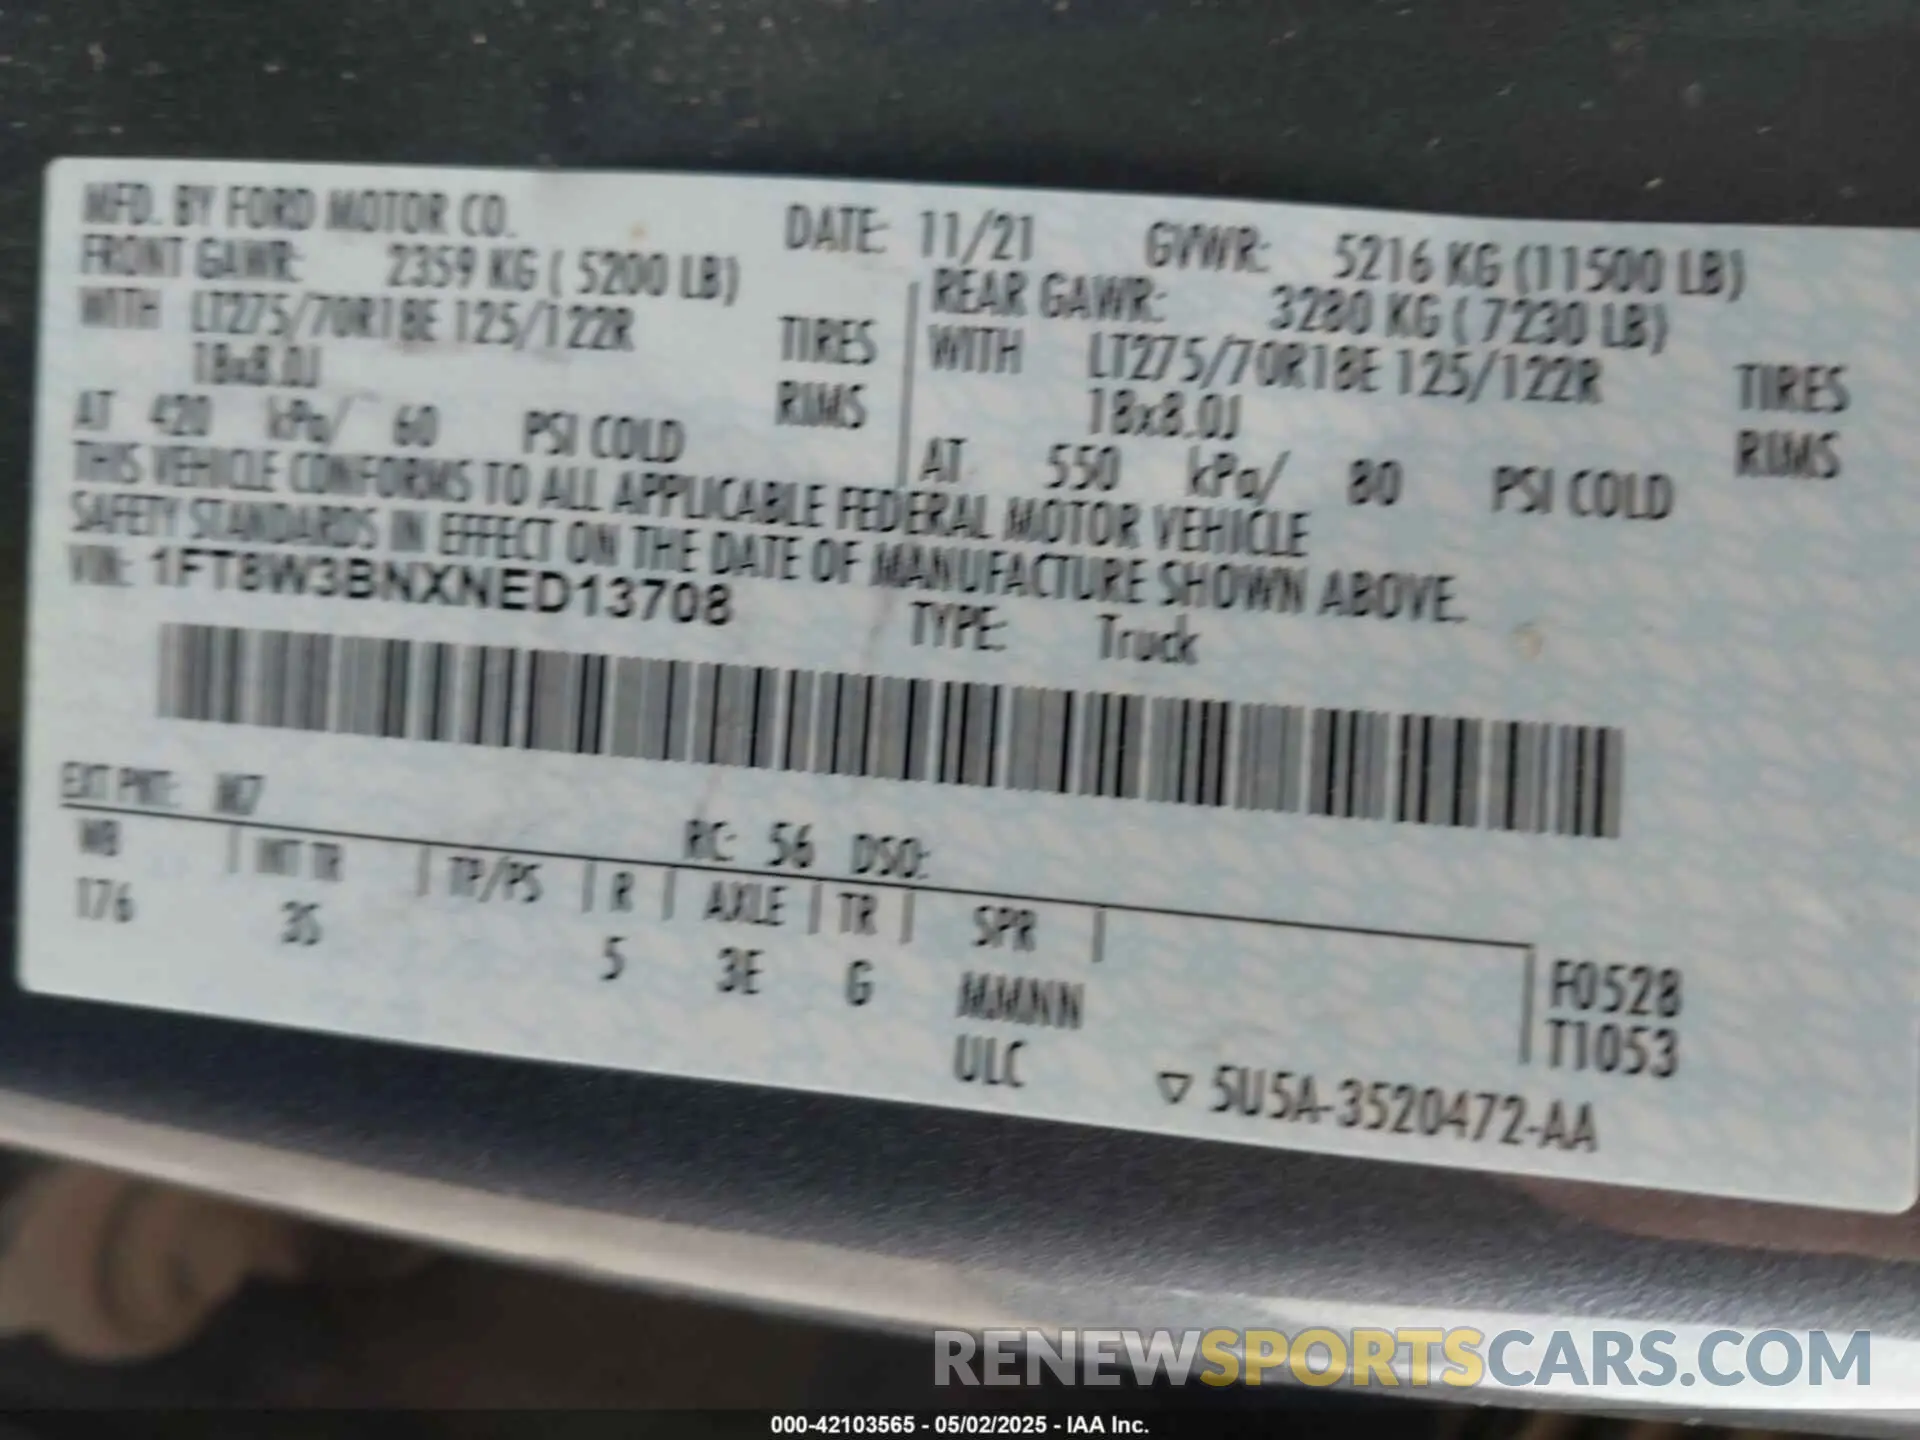 MFD. BY FORD MOTOR CO.
DATE: 11/21
GVWR: 5216 KG (11500 LB)
FRONT GAWR: 2359 KG ( 5200 LB)
WITH LT275/70R18E 125/122R TIRES
18x8.0J RIMS
AT 420 kPa/ 60 PSI COLD
REAR GAWR: 3280 KG ( 7230 LB)
WITH LT275/70R18E 125/122R TIRES
18x8.0J RIMS
AT 550 kPa/ 80 PSI COLD
THIS VEHICLE CONFORMS TO ALL APPLICABLE FEDERAL MOTOR VEHICLE
SAFETY STANDARDS IN EFFECT ON THE DATE OF MANUFACTURE SHOWN ABOVE.
VIN: 1FT8W3BNXNED13708
TYPE: Truck
EXT PNT: M7
RC: 56 DSO:
WB | INT TR | TP/PS | R | AXLE | TR | SPR |
176 3S 5 3E G MMMNN
ULC
F0528
T1053
▽ 5U5A-3520472-AA
RENEWSPORTSCARS.COM
000-42103565 - 05/02/2025 - IAA Inc.